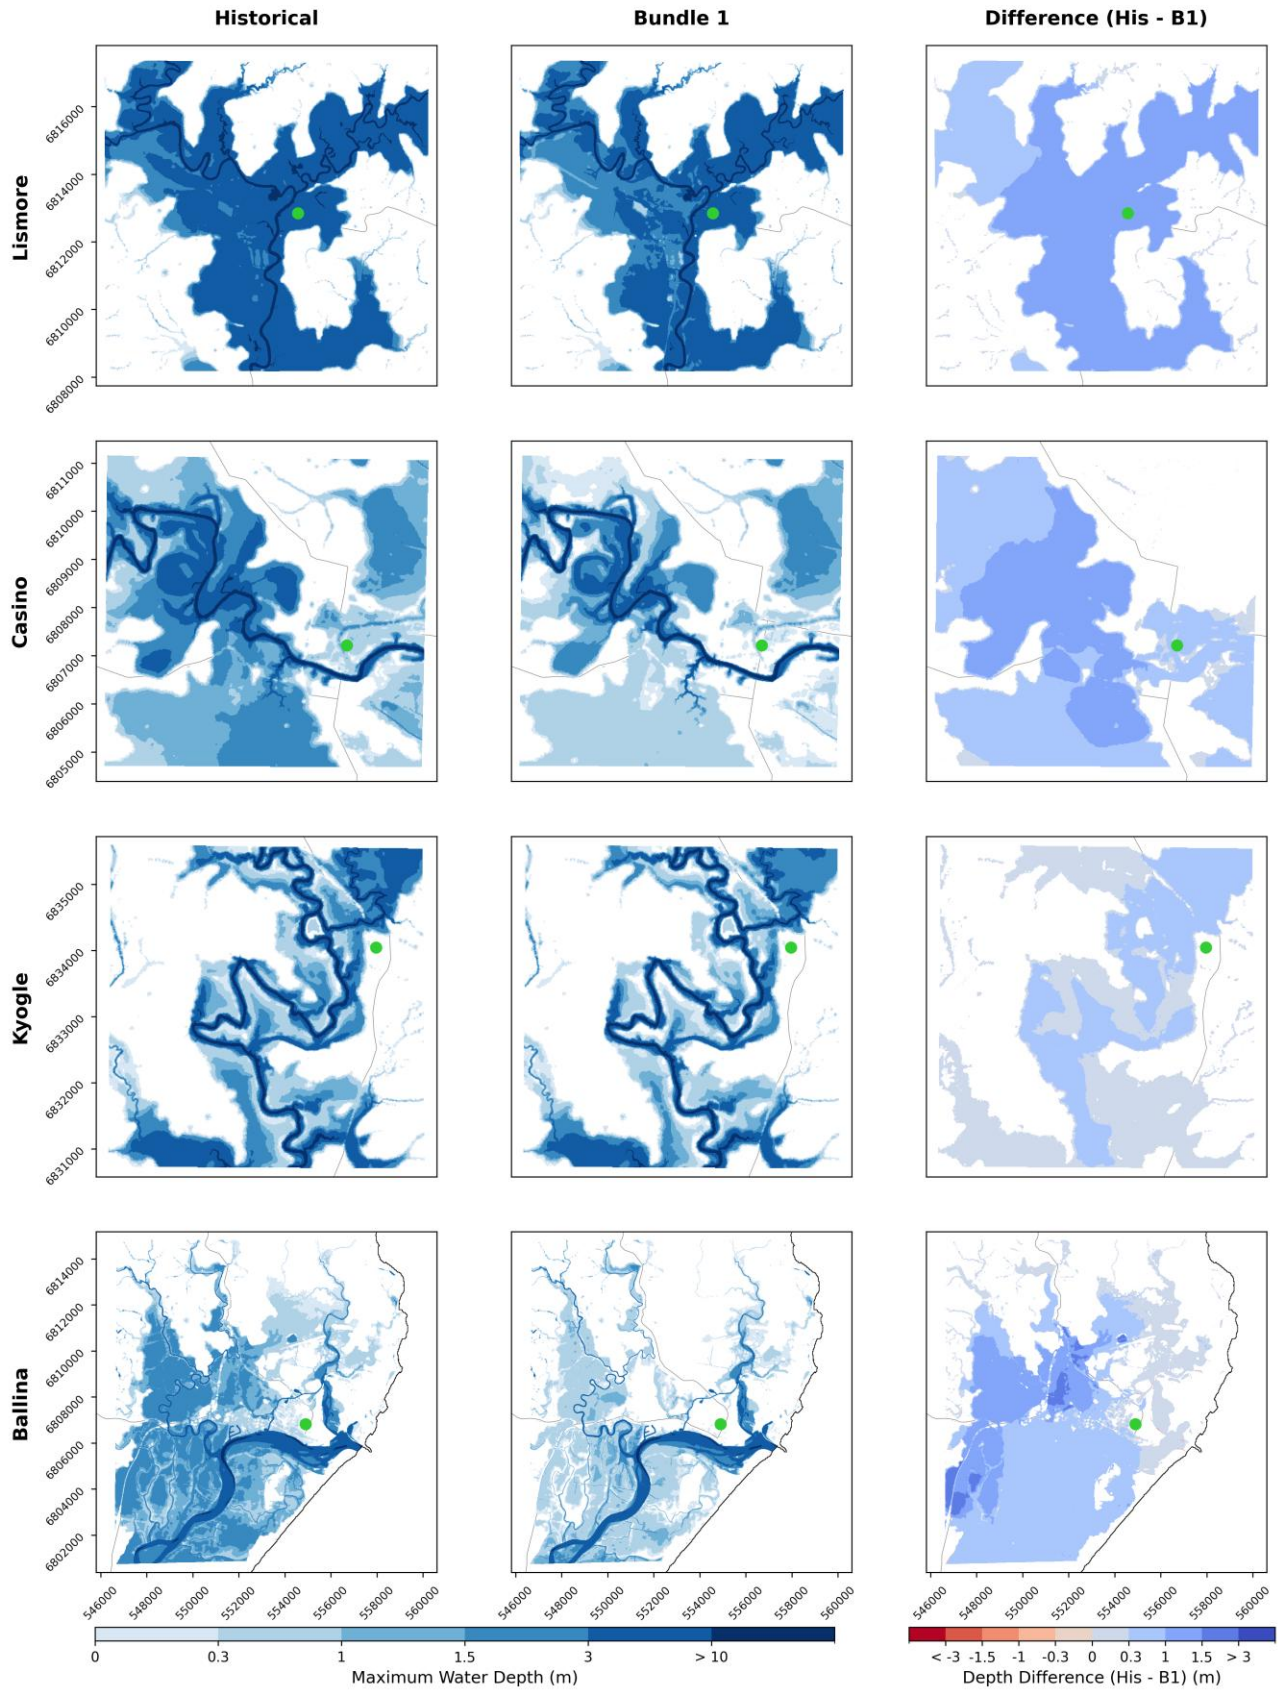 Historical
Bundle 1
Difference (His - B1)
Lismore
6816000
6814000
6812000
6810000
6808000
Casino
6811000
6810000
6809000
6808000
6807000
6806000
6805000
Kyogle
6835000
6834000
6833000
6832000
6831000
Ballina
6814000
6812000
6810000
6808000
6806000
6804000
6802000
546000 548000 550000 552000 554000 556000 558000 560000
546000 548000 550000 552000 554000 556000 558000 560000
546000 548000 550000 552000 554000 556000 558000 560000
0 0.3 1 1.5 3 > 10
Maximum Water Depth (m)
< -3 -1.5 -1 -0.3 0 0.3 1 1.5 > 3
Depth Difference (His - B1) (m)